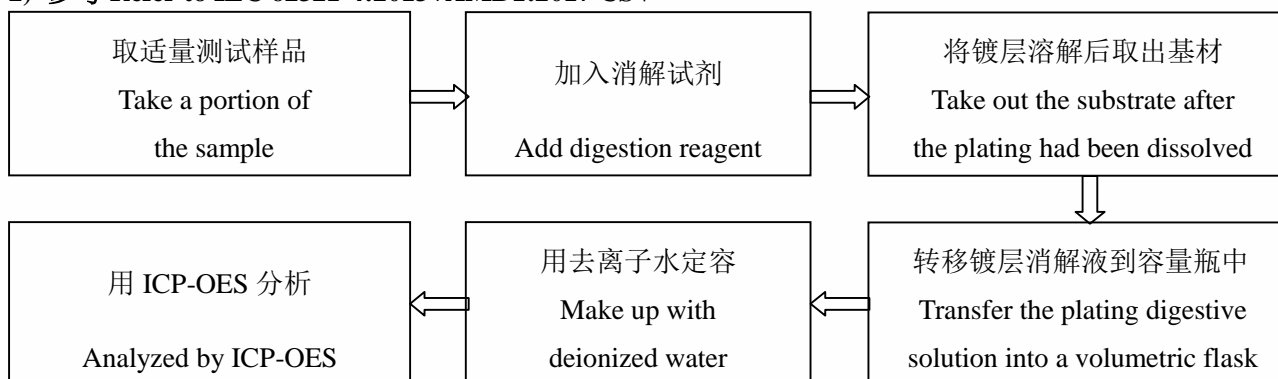 取适量测试样品
Take a portion of
the sample
加入消解试剂
Add digestion reagent
将镀层溶解后取出基材
Take out the substrate after
the plating had been dissolved
转移镀层消解液到容量瓶中
Transfer the plating digestive
solution into a volumetric flask
用去离子水定容
Make up with
deionized water
用 ICP-OES 分析
Analyzed by ICP-OES